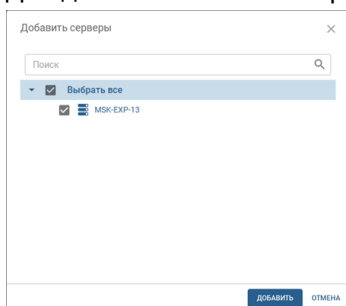 Добавить серверы
Поиск
Выбрать все
MSK-EXP-13
ДОБАВИТЬ ОТМЕНА